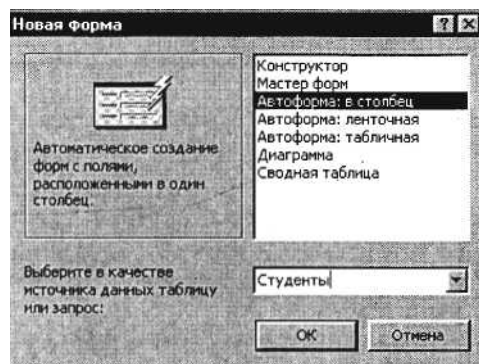 Новая форма
Конструктор
Мастер форм
Автоформа: в столбец
Автоформа: ленточная
Автоформа: табличная
Диаграмма
Сводная таблица
Автоматическое создание
форм с полями,
расположенными в один
столбец.
Выберите в качестве
источника данных таблицу
или запрос:
Студенты
ОК
Отмена